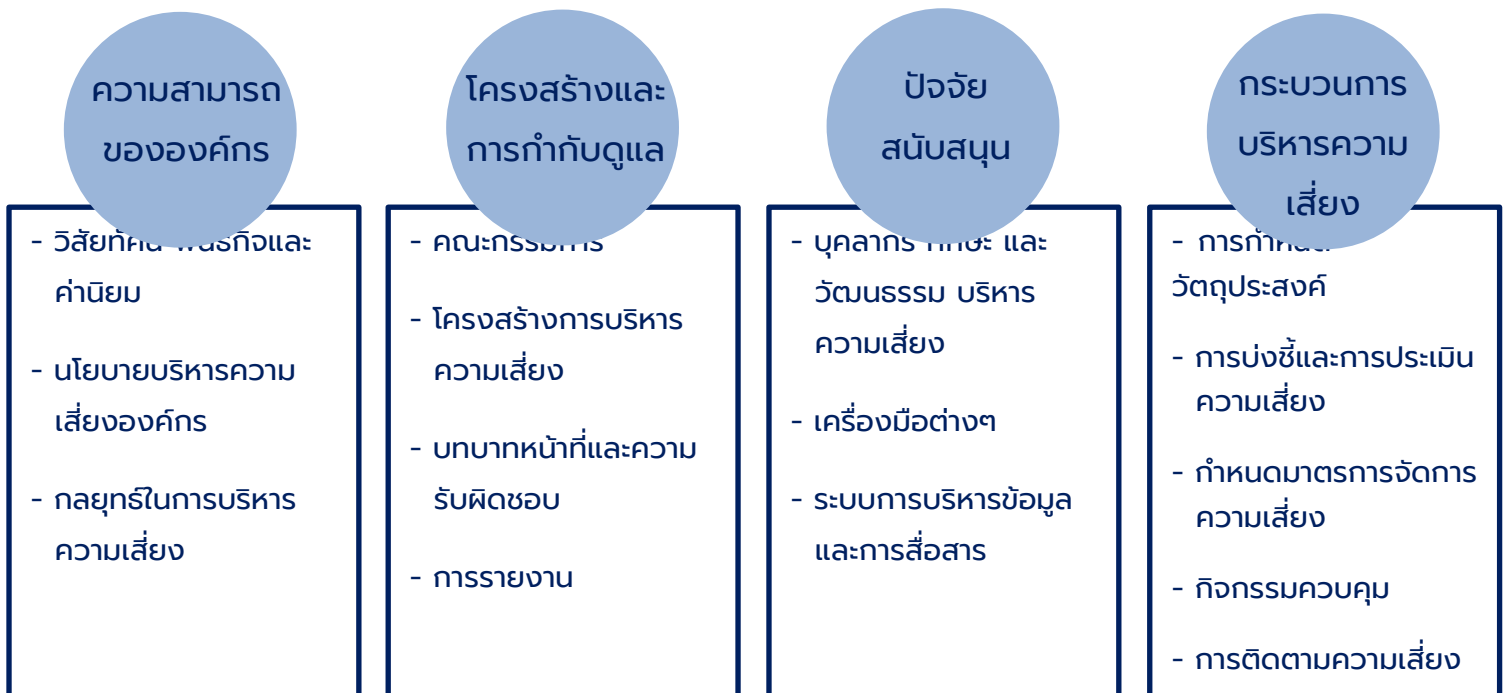 ความสามารถ
ขององค์กร
- วิสัยทัศน์ พันธกิจและ
ค่านิยม
- นโยบายบริหารความ
เสี่ยงองค์กร
- กลยุทธ์ในการบริหาร
ความเสี่ยง
โครงสร้างและ
การกำกับดูแล
- คณะกรรมการ
- โครงสร้างการบริหาร
ความเสี่ยง
- บทบาทหน้าที่และความ
รับผิดชอบ
- การรายงาน
ปัจจัย
สนับสนุน
- บุคลากร ทักษะ และ
วัฒนธรรม บริหาร
ความเสี่ยง
- เครื่องมือต่างๆ
- ระบบการบริหารข้อมูล
และการสื่อสาร
กระบวนการ
บริหารความ
เสี่ยง
- การกำหนด
วัตถุประสงค์
- การบ่งชี้และการประเมิน
ความเสี่ยง
- กำหนดมาตรการจัดการ
ความเสี่ยง
- กิจกรรมควบคุม
- การติดตามความเสี่ยง